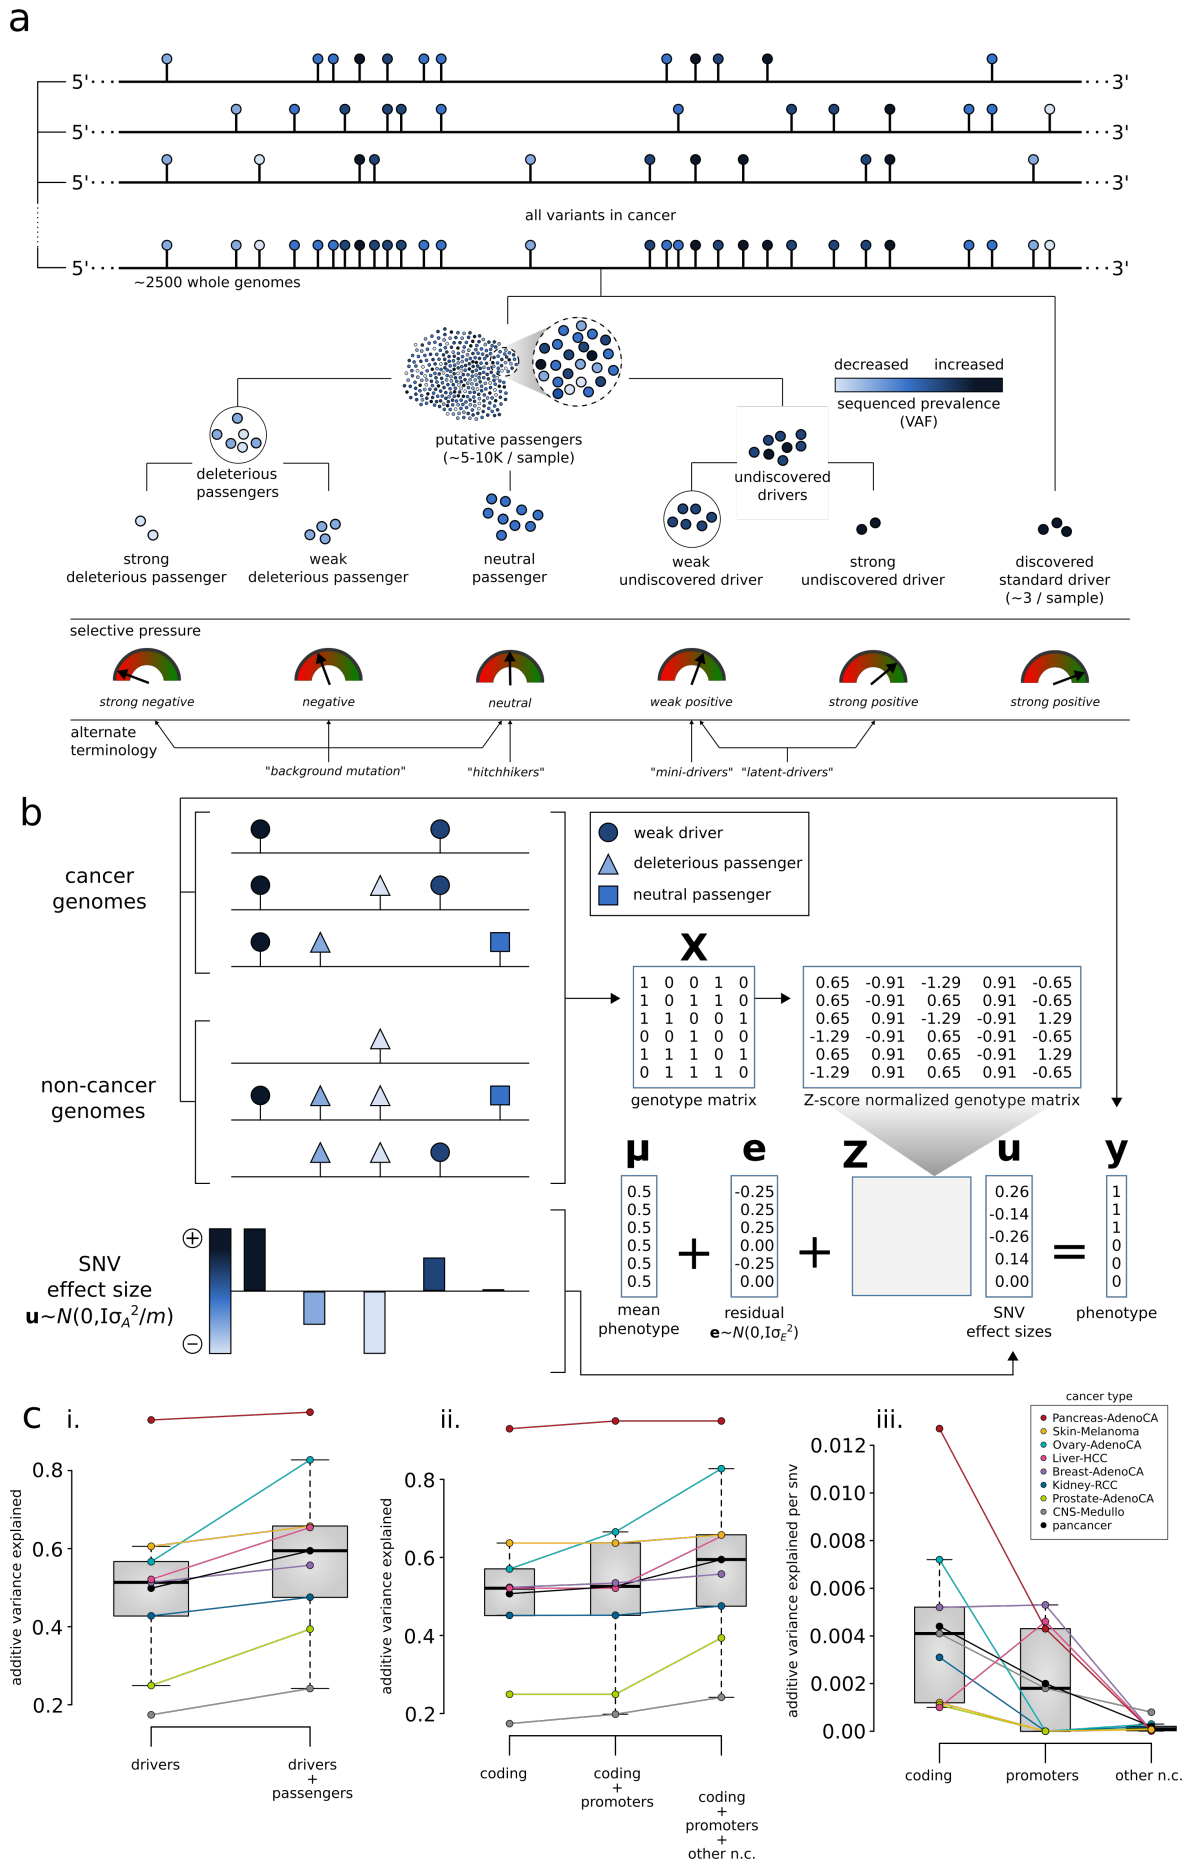 a
5'··· ···3'
5'··· ···3'
5'··· ···3'
all variants in cancer
5'··· ···3'
~2500 whole genomes
decreased increased
sequenced prevalence
(VAF)
putative passengers
(~5-10K / sample)
deleterious
passengers
undiscovered
drivers
strong
deleterious passenger
weak
deleterious passenger
neutral
passenger
weak
undiscovered driver
strong
undiscovered driver
discovered
standard driver
(~3 / sample)
selective pressure
strong negative negative neutral weak positive strong positive strong positive
alternate
terminology
"background mutation" "hitchhikers" "mini-drivers" "latent-drivers"
b
cancer
genomes
non-cancer
genomes
weak driver
deleterious passenger
neutral passenger
X
1 0 0 1 0
1 0 1 1 0
1 1 0 0 1
0 0 1 0 0
1 1 1 0 1
0 1 1 1 0
genotype matrix
0.65 -0.91 -1.29 0.91 -0.65
0.65 -0.91 0.65 0.91 -0.65
0.65 0.91 -1.29 -0.91 1.29
-1.29 -0.91 0.65 -0.91 -0.65
0.65 0.91 0.65 -0.91 1.29
-1.29 0.91 0.65 0.91 -0.65
Z-score normalized genotype matrix
μ e Z u y
0.5
0.5
0.5
0.5
0.5
0.5
mean
phenotype
+
-0.25
0.25
0.25
0.00
-0.25
0.00
residual
e~N(0,Iσ_E²)
+
0.26
-0.14
-0.26
0.14
0.00
SNV
effect sizes
=
1
1
1
0
0
0
phenotype
SNV
effect size
u~N(0,Iσ_A²/m)
+
−
c
i.
additive variance explained
0.8
0.6
0.4
0.2
drivers
drivers
+
passengers
ii.
additive variance explained
0.8
0.6
0.4
0.2
coding
coding
+
promoters
coding
+
promoters
+
other n.c.
iii.
additive variance explained per snv
0.012
0.010
0.008
0.006
0.004
0.002
0.00
coding
promoters
other n.c.
cancer type
Pancreas-AdenoCA
Skin-Melanoma
Ovary-AdenoCA
Liver-HCC
Breast-AdenoCA
Kidney-RCC
Prostate-AdenoCA
CNS-Medullo
pancancer